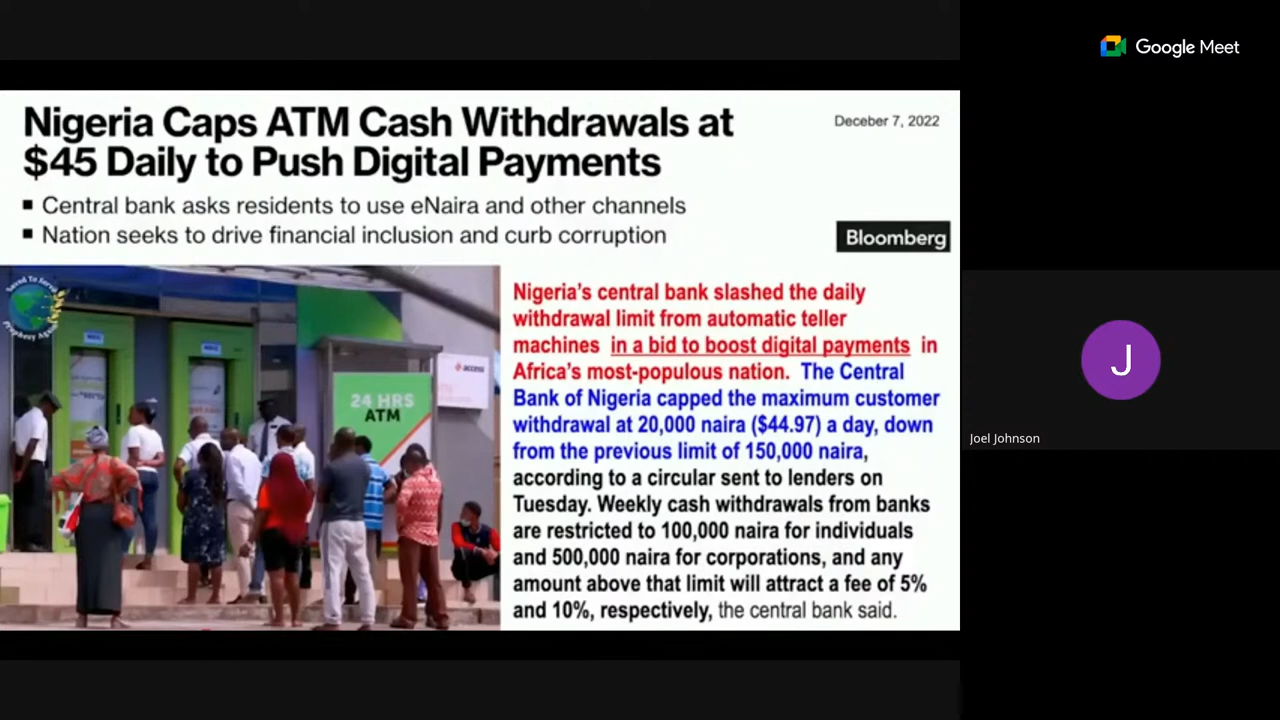 Google Meet
Nigeria Caps ATM Cash Withdrawals at
$45 Daily to Push Digital Payments
Deceber 7, 2022
▪ Central bank asks residents to use eNaira and other channels
▪ Nation seeks to drive financial inclusion and curb corruption
Bloomberg
Saved To Serve
24 HRS
ATM
access
Nigeria's central bank slashed the daily
withdrawal limit from automatic teller
machines in a bid to boost digital payments in
Africa's most-populous nation. The Central
Bank of Nigeria capped the maximum customer
withdrawal at 20,000 naira ($44.97) a day, down
from the previous limit of 150,000 naira,
according to a circular sent to lenders on
Tuesday. Weekly cash withdrawals from banks
are restricted to 100,000 naira for individuals
and 500,000 naira for corporations, and any
amount above that limit will attract a fee of 5%
and 10%, respectively, the central bank said.
J
Joel Johnson